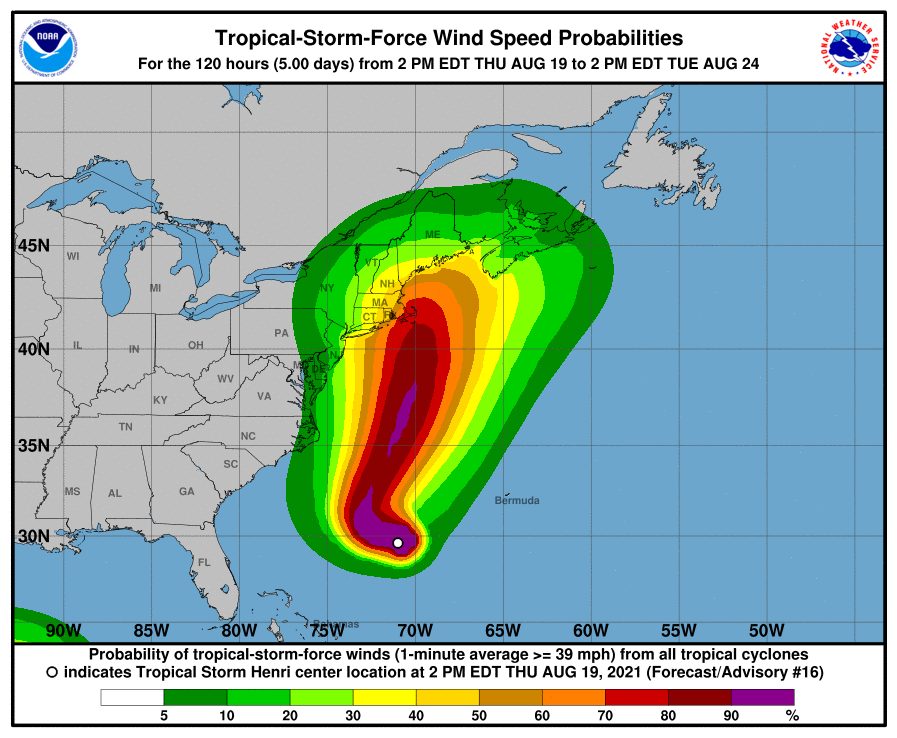 Tropical-Storm-Force Wind Speed Probabilities
For the 120 hours (5.00 days) from 2 PM EDT THU AUG 19 to 2 PM EDT TUE AUG 24
NOAA
NATIONAL WEATHER SERVICE
45N
40N
35N
30N
WI
MI
NY
VT
ME
NH
MA
CT
PA
IL
IN
OH
WV
VA
KY
TN
NC
SC
MS
AL
GA
FL
DE
Bermuda
Bahamas
90W 85W 80W 75W 70W 65W 60W 55W 50W
Probability of tropical-storm-force winds (1-minute average >= 39 mph) from all tropical cyclones
indicates Tropical Storm Henri center location at 2 PM EDT THU AUG 19, 2021 (Forecast/Advisory #16)
5 10 20 30 40 50 60 70 80 90 %